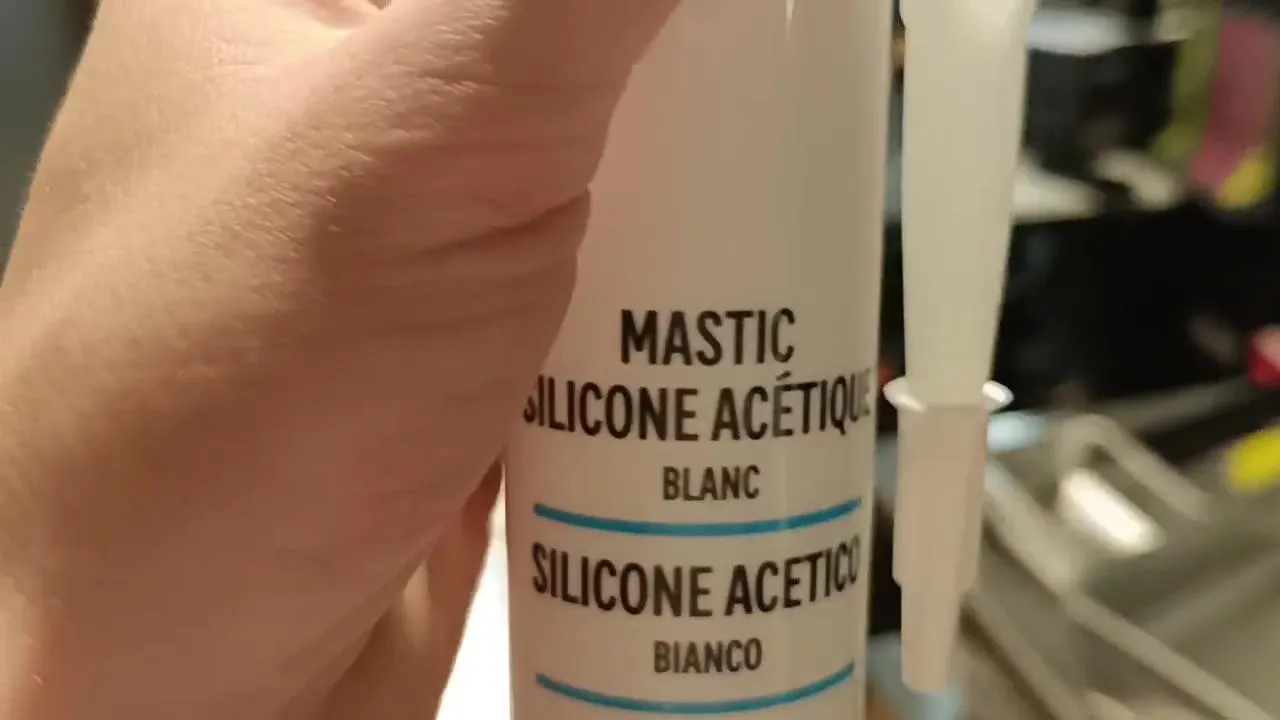 MASTIC
SILICONE ACÉTIQUE
BLANC
SILICONE ACETICO
BIANCO